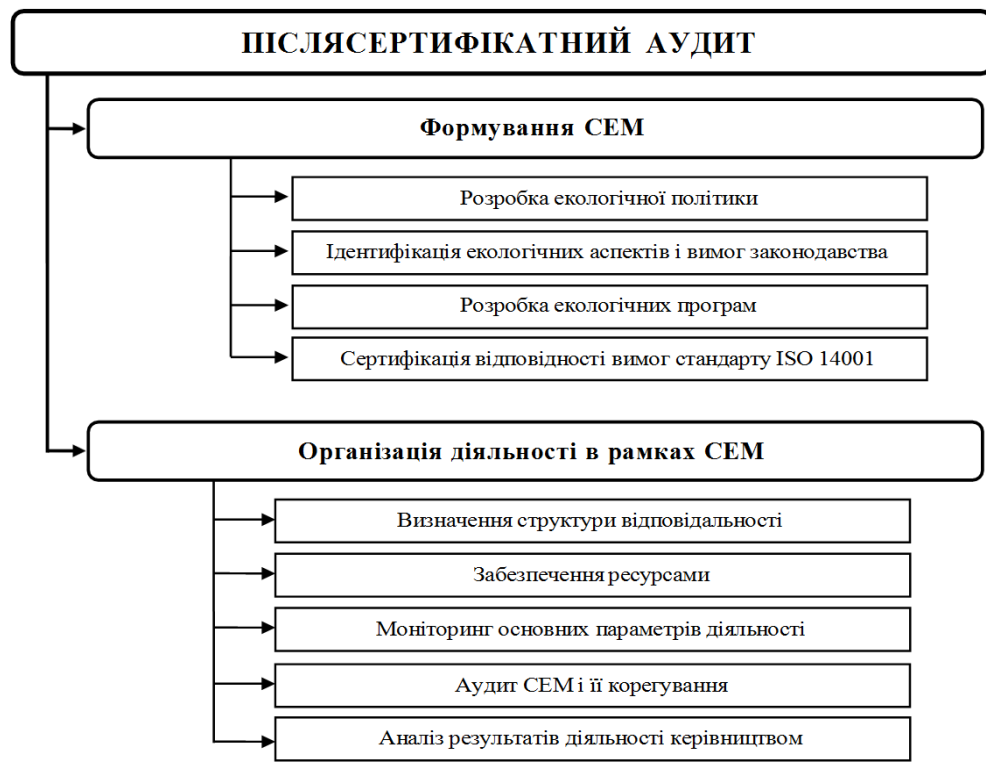 ПІСЛЯСЕРТИФІКАТНИЙ АУДИТ
Формування СЕМ
Розробка екологічної політики
Ідентифікація екологічних аспектів і вимог законодавства
Розробка екологічних програм
Сертифікація відповідності вимог стандарту ISO 14001
Організація діяльності в рамках СЕМ
Визначення структури відповідальності
Забезпечення ресурсами
Моніторинг основних параметрів діяльності
Аудит СЕМ і її корегування
Аналіз результатів діяльності керівництвом